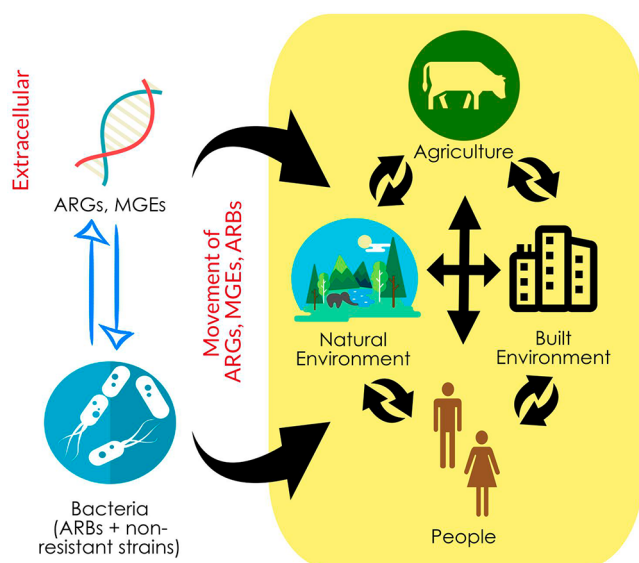 Extracellular
ARGs, MGEs
Movement of
ARGs, MGEs, ARBs
Bacteria
(ARBs + non-
resistant strains)
Agriculture
Natural
Environment
Built
Environment
People